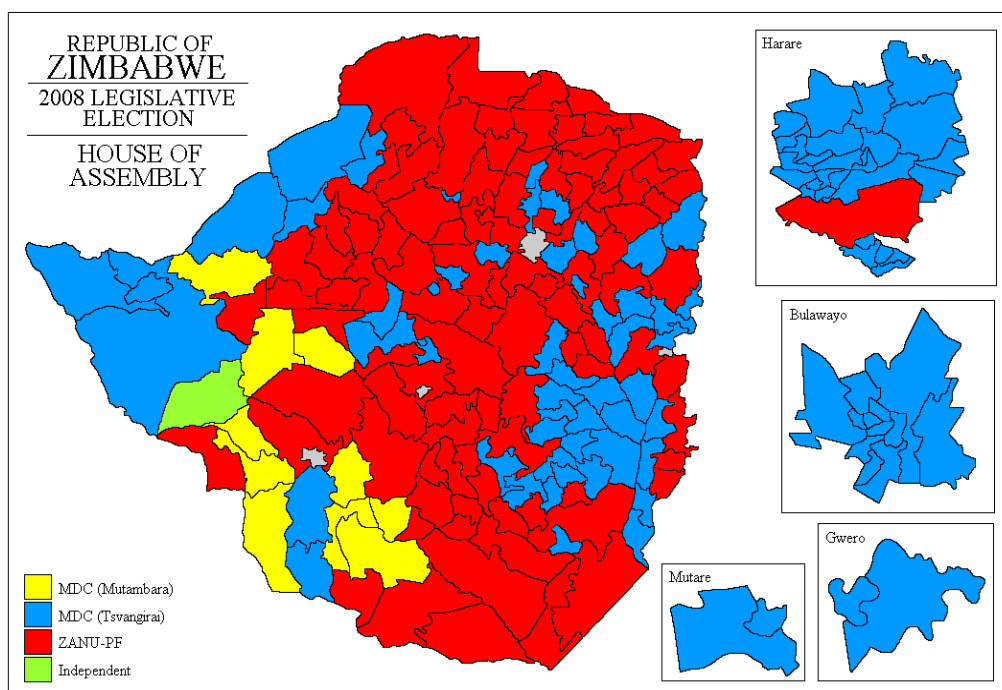 REPUBLIC OF
ZIMBABWE
2008 LEGISLATIVE
ELECTION
HOUSE OF
ASSEMBLY
Harare
Bulawayo
Gwero
Mutare
MDC (Mutambara)
MDC (Tsvangirai)
ZANU-PF
Independent